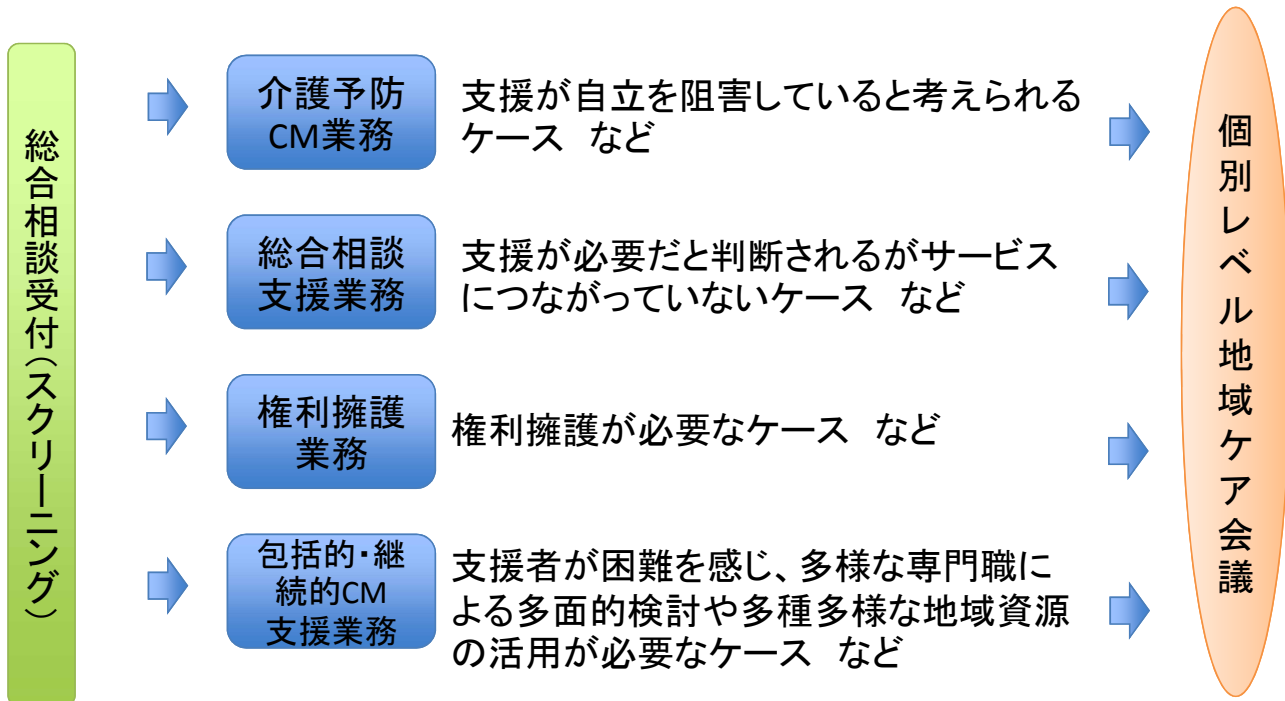 総合相談受付（スクリーニング）
介護予防
CM業務
支援が自立を阻害していると考えられる
ケース　など
総合相談
支援業務
支援が必要だと判断されるがサービス
につながっていないケース　など
権利擁護
業務
権利擁護が必要なケース　など
包括的・継
続的CM
支援業務
支援者が困難を感じ、多様な専門職に
よる多面的検討や多種多様な地域資源
の活用が必要なケース　など
個別レベル地域ケア会議